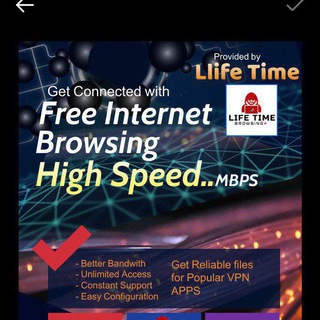 Provided by
Llife Time
Get Connected with
Free Internet
LIFE TIME
BROWSING+
Browsing
High Speed..MBPS
- Better Bandwith
- Unlimited Access
- Constant Support
- Easy Configuration
Get Reliable files
for Popular VPN
APPS